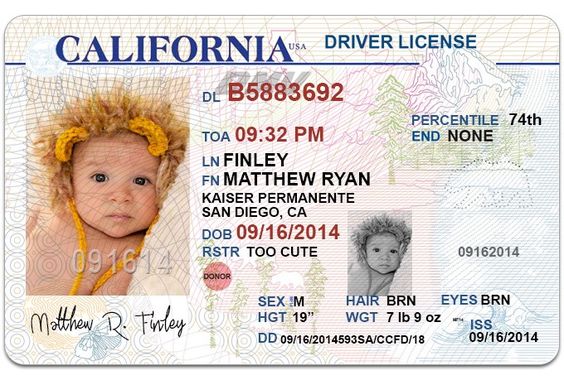 CALIFORNIA USA DRIVER LICENSE
DL B5883692
PERCENTILE 74th
TOA 09:32 PM
END NONE
LN FINLEY
FN MATTHEW RYAN
KAISER PERMANENTE
SAN DIEGO, CA
DOB 09/16/2014
RSTR TOO CUTE
DONOR
091614
09162014
Matthew R. Finley
SEX M HAIR BRN EYES BRN
HGT 19” WGT 7 lb 9 oz
ISS
DD 09/16/2014593SA/CCFD/18
09/16/2014